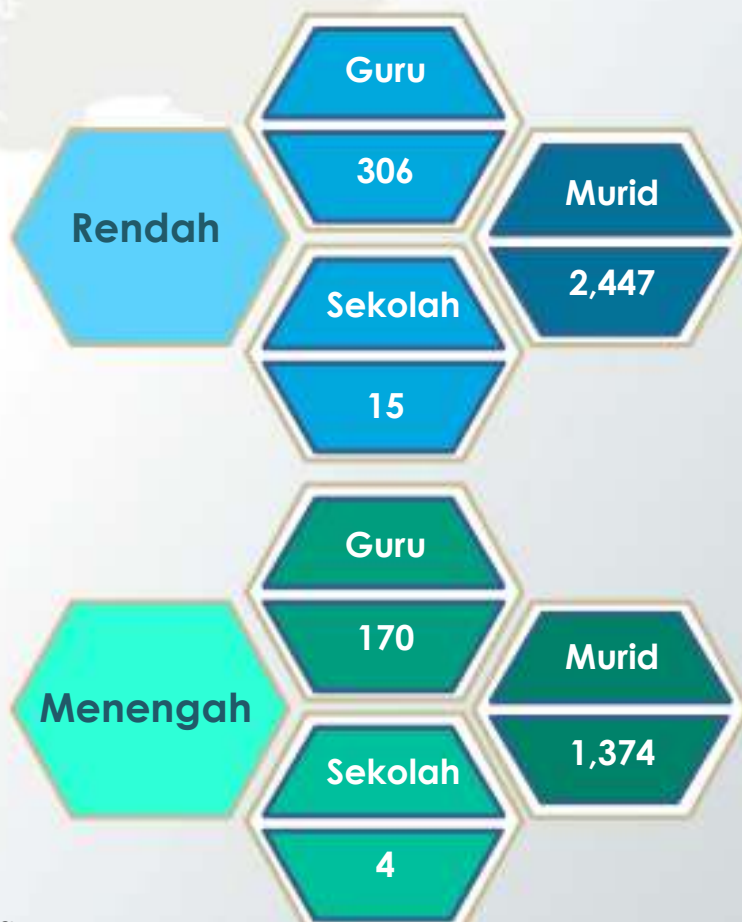 Rendah
Guru
306
Sekolah
15
Murid
2,447
Menengah
Guru
170
Sekolah
4
Murid
1,374